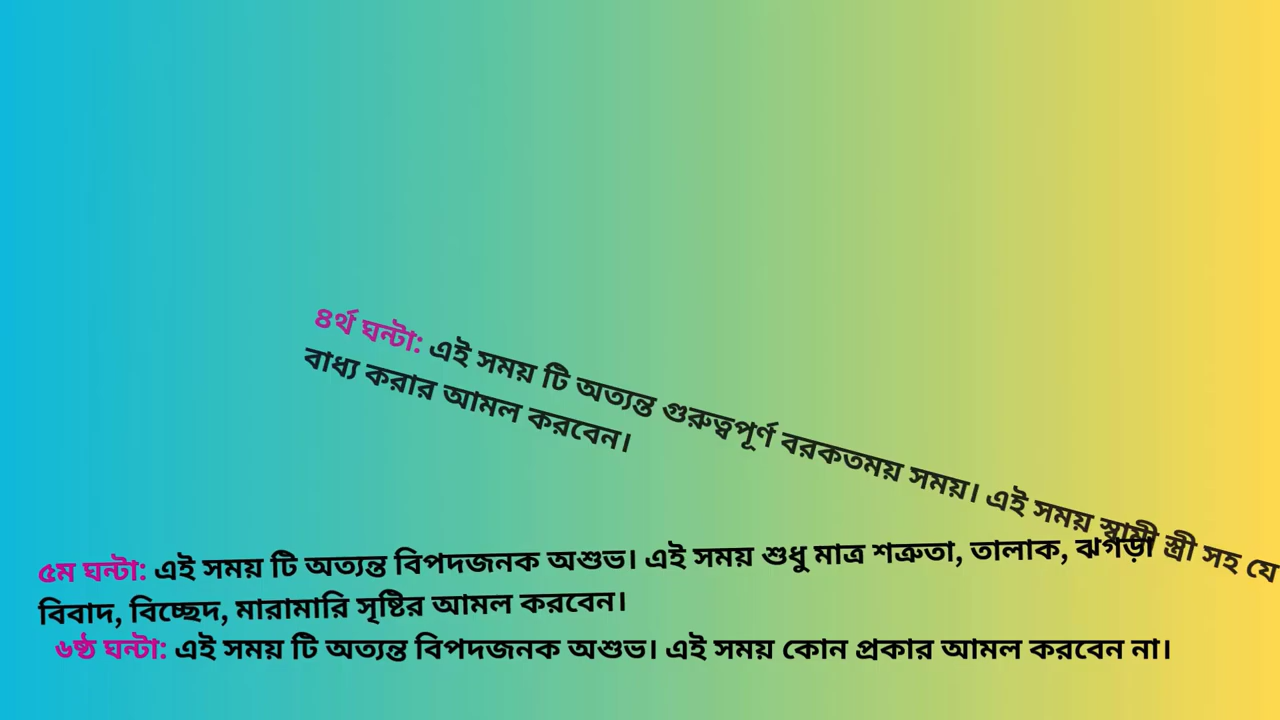 ৪র্থ ঘন্টা: এই সময় টি অত্যন্ত গুরুত্বপূর্ণ বরকতময় সময়। এই সময় স্বামী স্ত্রী সহ যে
বাধ্য করার আমল করবেন।
৫ম ঘন্টা: এই সময় টি অত্যন্ত বিপদজনক অশুভ। এই সময় শুধু মাত্র শত্রুতা, তালাক, ঝগড়া
বিবাদ, বিচ্ছেদ, মারামারি সৃষ্টির আমল করবেন।
৬ষ্ঠ ঘন্টা: এই সময় টি অত্যন্ত বিপদজনক অশুভ। এই সময় কোন প্রকার আমল করবেন না।